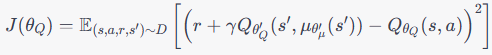 J(θ_Q) = 𝔼_{(s,a,r,s′)∼D} [ ( r + γQ_{θ′_Q}(s′, μ_{θ′_μ}(s′)) − Q_{θ_Q}(s, a) )² ]